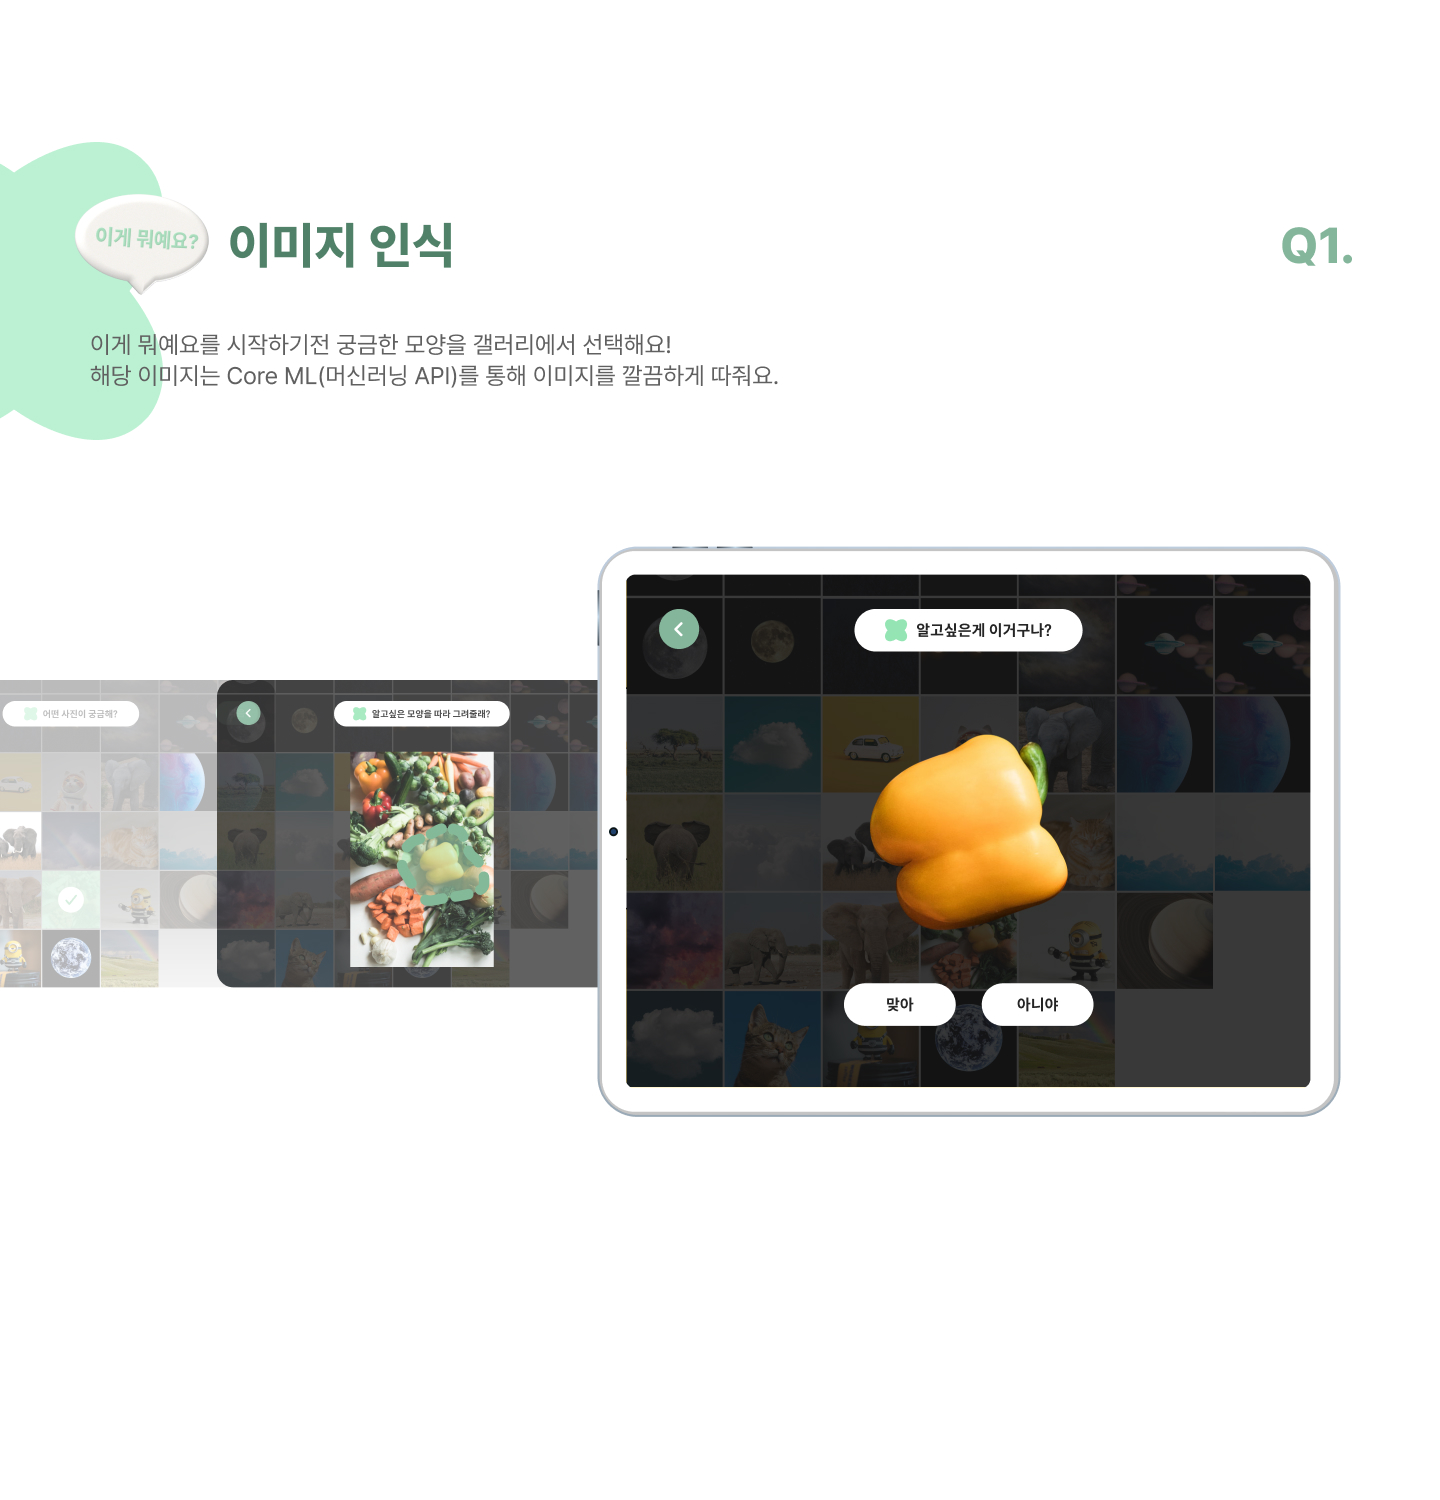 이게 뭐예요?
이미지 인식
Q1.
이게 뭐예요를 시작하기전 궁금한 모양을 갤러리에서 선택해요!
해당 이미지는 Core ML(머신러닝 API)를 통해 이미지를 깔끔하게 따줘요.
어떤 사진이 궁금해?
알고싶은 모양을 따라 그려줄래?
알고싶은게 이거구나?
맞아
아니야